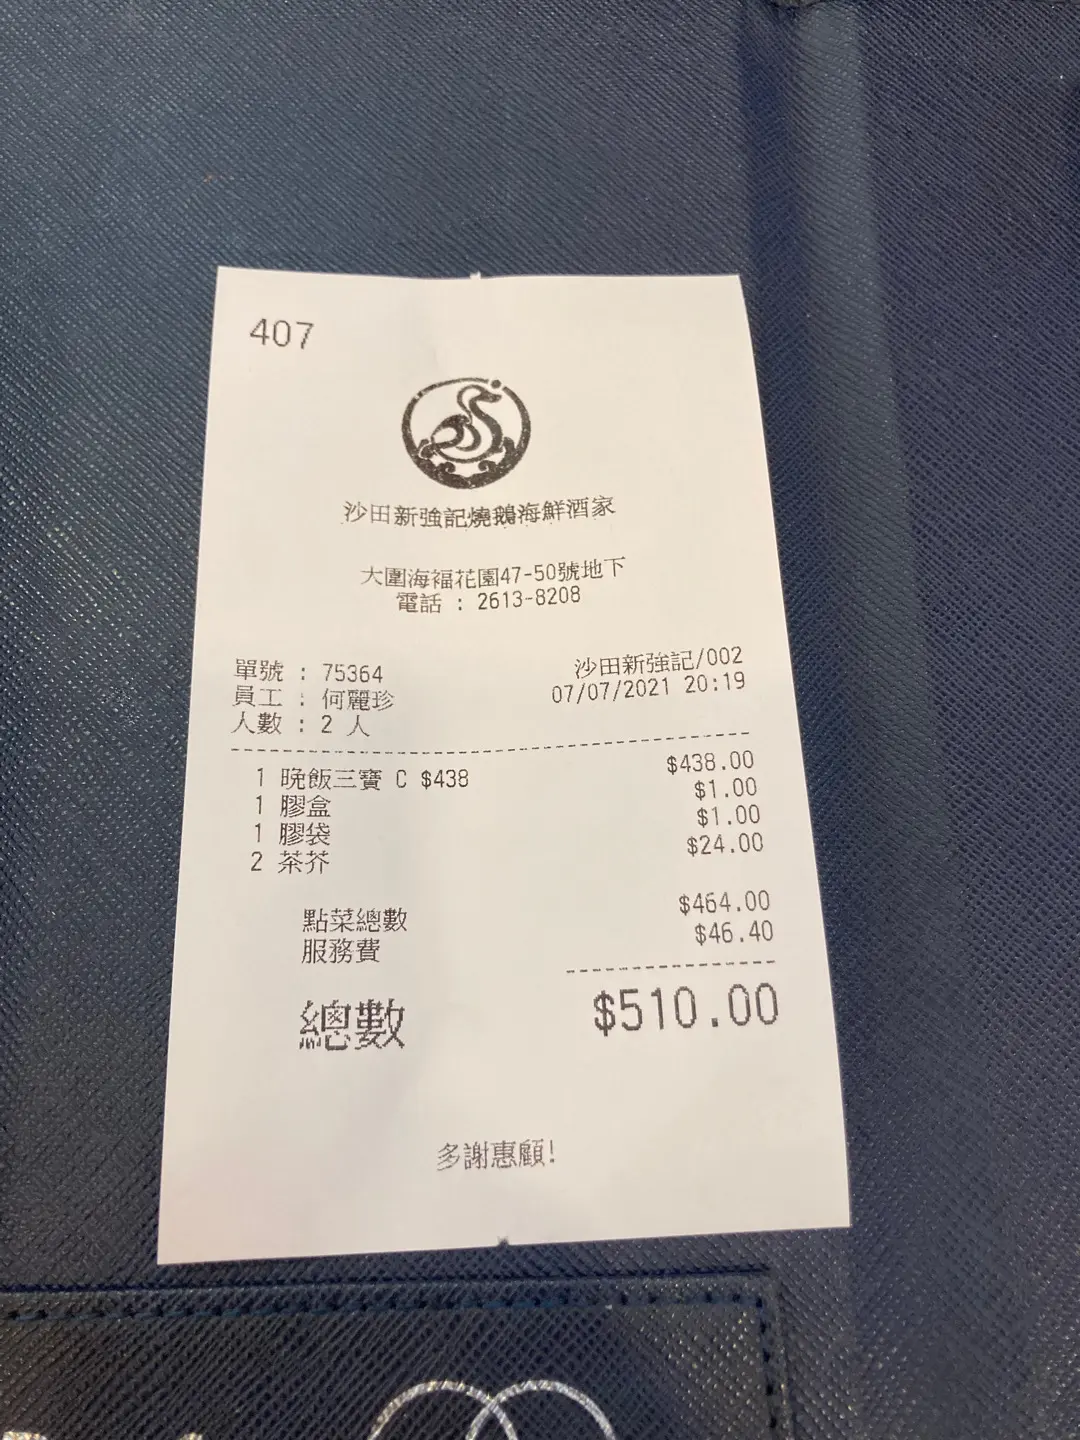 407
沙田新強記燒鵝海鮮酒家
大圍海福花園47-50號地下
電話 : 2613-8208
單號 : 75364
沙田新強記/002
員工 : 何麗珍
07/07/2021 20:19
人數 : 2 人
1 晚飯三寶 C $438 $438.00
1 膠盒 $1.00
1 膠袋 $1.00
2 茶芥 $24.00
點菜總數 $464.00
服務費 $46.40
總數 $510.00
多謝惠顧!